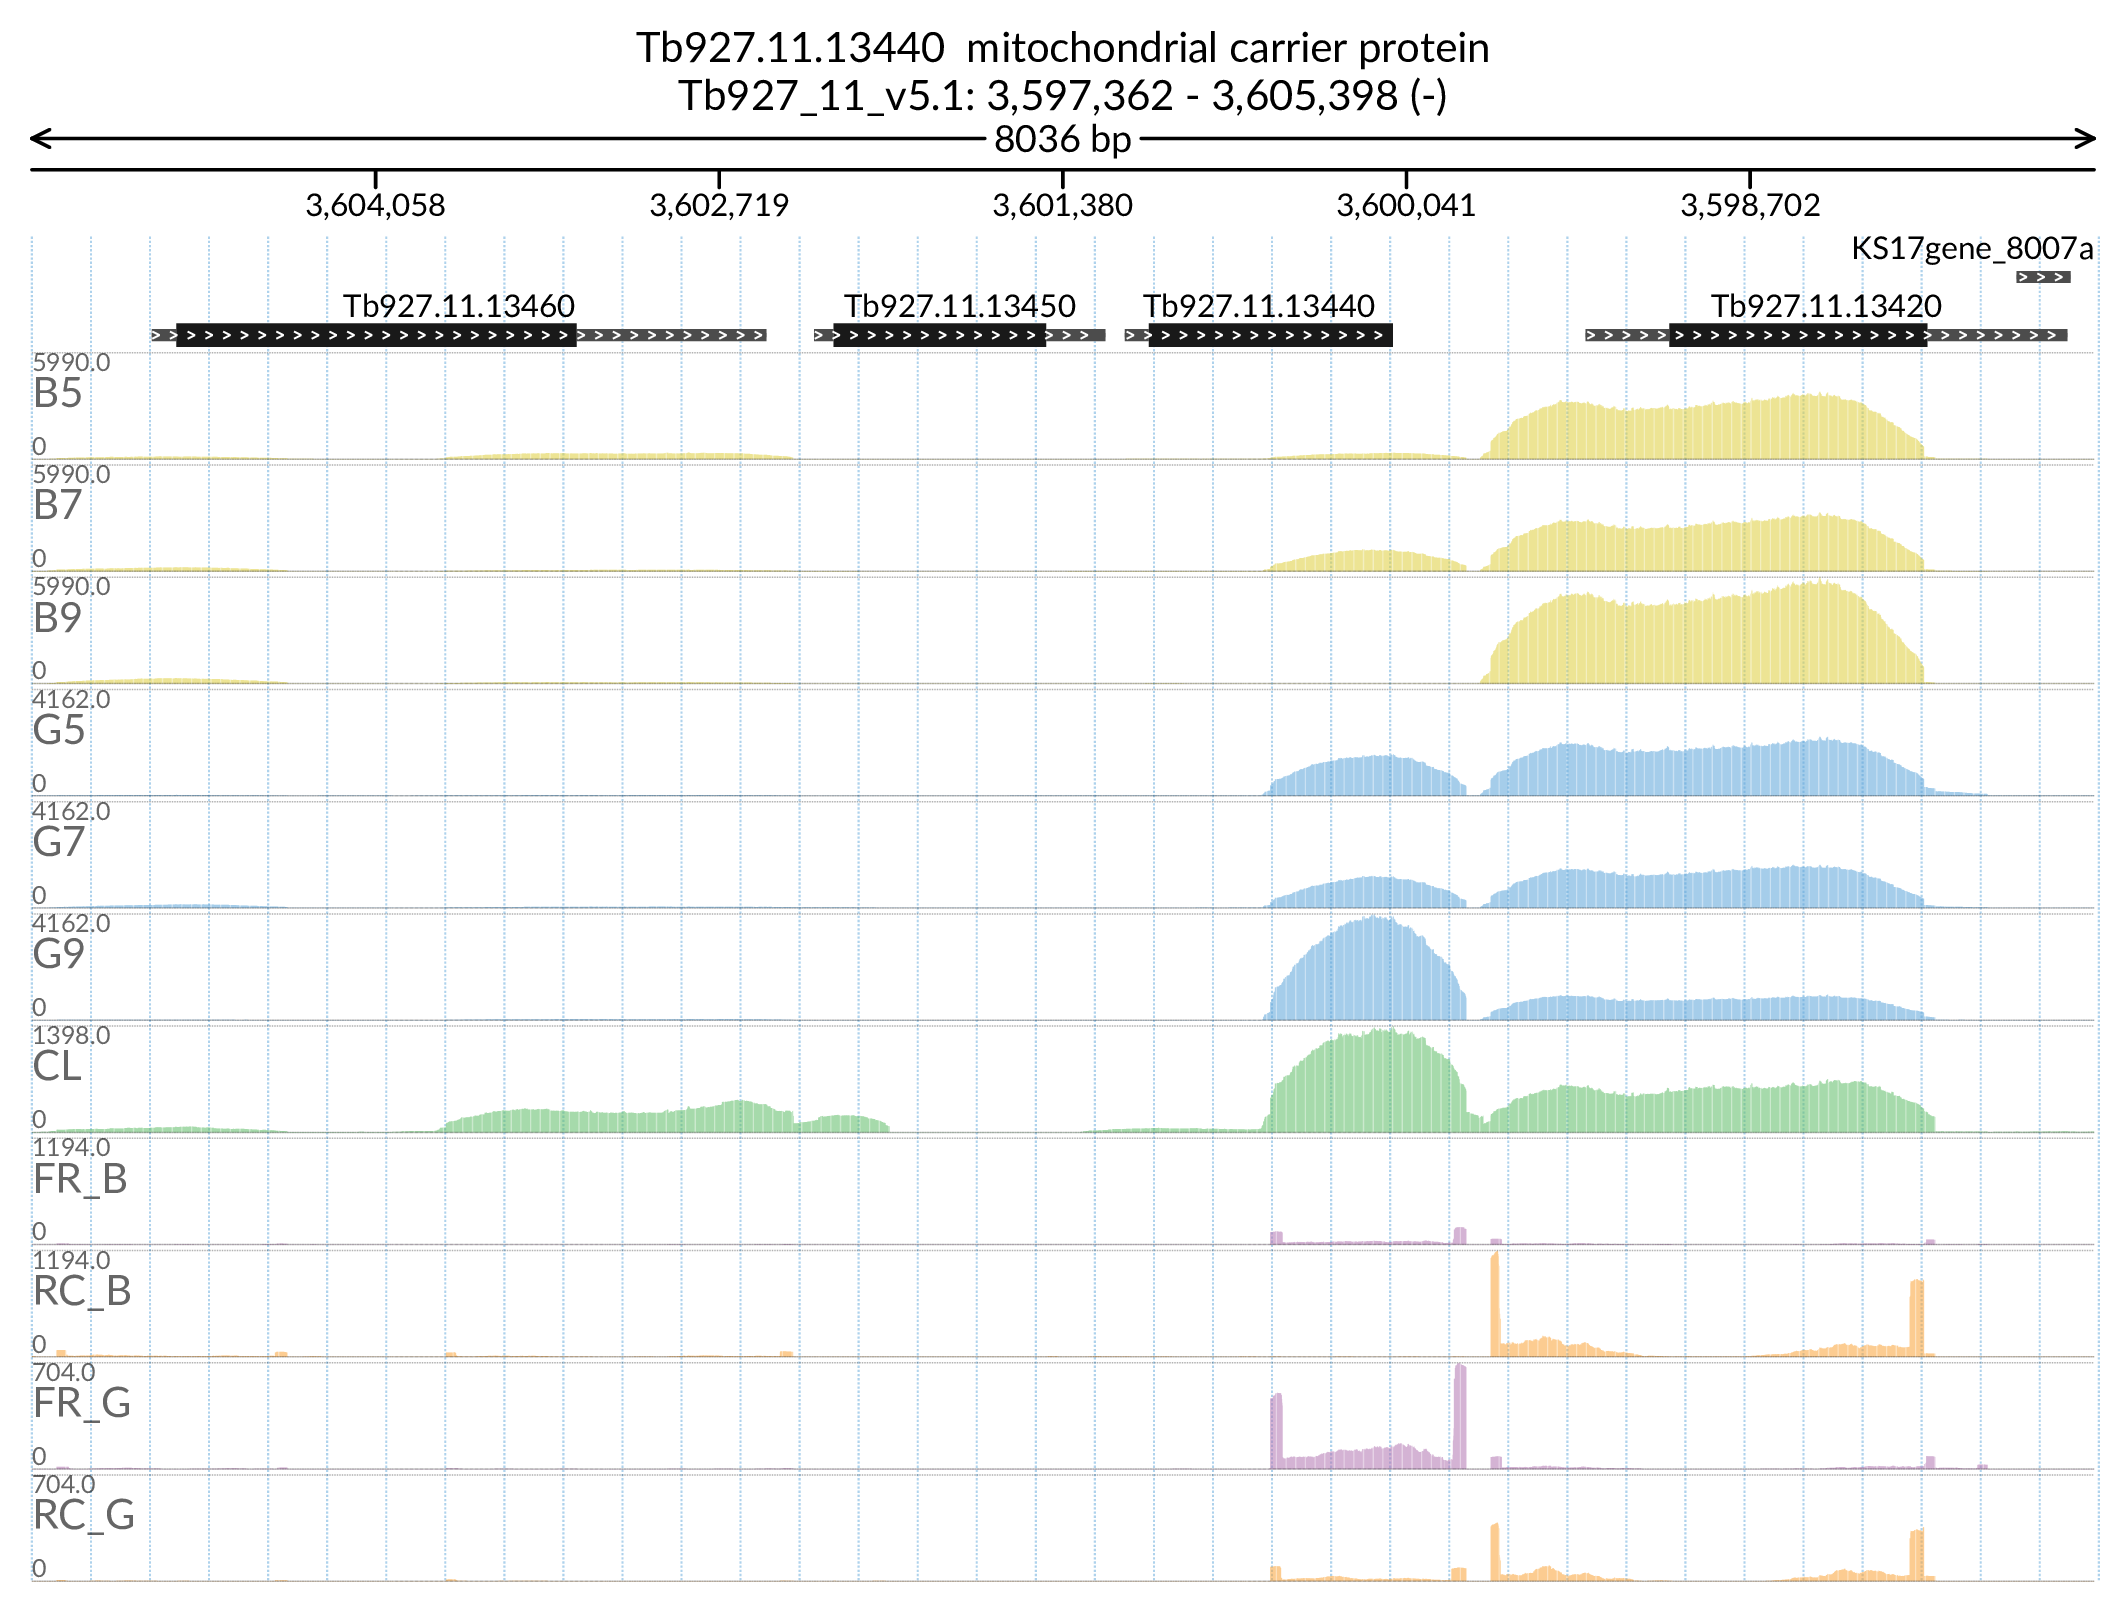 Tb927.11.13440 mitochondrial carrier protein
Tb927_11_v5.1: 3,597,362 - 3,605,398 (-)
8036 bp
3,604,058 3,602,719 3,601,380 3,600,041 3,598,702
KS17gene_8007a
Tb927.11.13460 Tb927.11.13450 Tb927.11.13440 Tb927.11.13420
5990.0
B5
0
5990.0
B7
0
5990.0
B9
0
4162.0
G5
0
4162.0
G7
0
4162.0
G9
0
1398.0
CL
0
1194.0
FR_B
0
1194.0
RC_B
0
704.0
FR_G
0
704.0
RC_G
0